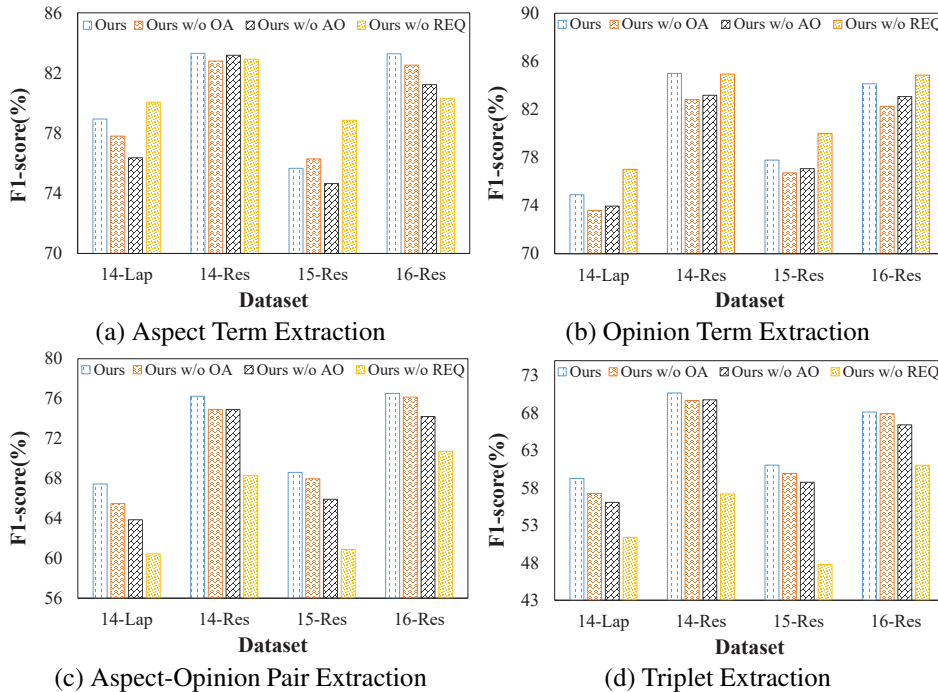 86
82
78
74
70
F1-score(%)
Ours Ours w/o OA Ours w/o AO Ours w/o REQ
14-Lap 14-Res 15-Res 16-Res
Dataset
(a) Aspect Term Extraction
90
86
82
78
74
70
F1-score(%)
Ours Ours w/o OA Ours w/o AO Ours w/o REQ
14-Lap 14-Res 15-Res 16-Res
Dataset
(b) Opinion Term Extraction
80
76
72
68
64
60
56
F1-score(%)
Ours Ours w/o OA Ours w/o AO Ours w/o REQ
14-Lap 14-Res 15-Res 16-Res
Dataset
(c) Aspect-Opinion Pair Extraction
73
68
63
58
53
48
43
F1-score(%)
Ours Ours w/o OA Ours w/o AO Ours w/o REQ
14-Lap 14-Res 15-Res 16-Res
Dataset
(d) Triplet Extraction